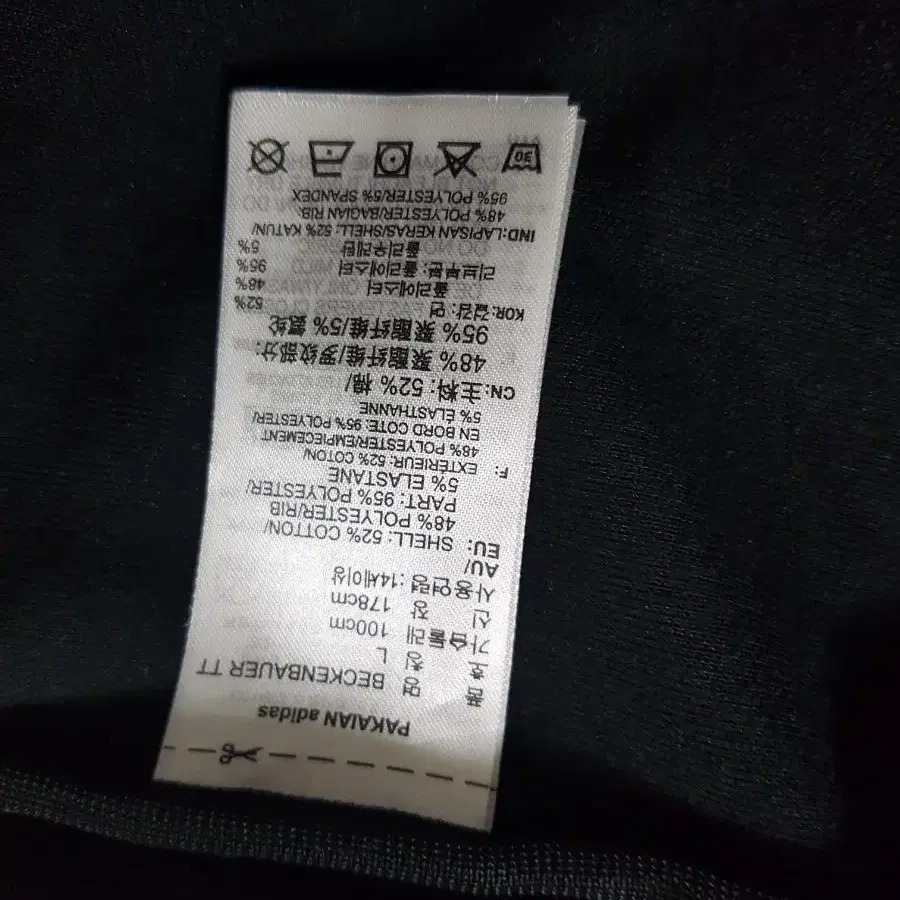 PAKAIAN adidas
품 명 BECKENBAUER TT
호 칭 L
가슴둘레 100cm
신 장 178cm
사용연령 :14세이상
AU/
EU: SHELL: 52% COTTON/
48% POLYESTER/RIB
PART: 95% POLYESTER/
5% ELASTANE
F: EXTÉRIEUR: 52% COTON/
48% POLYESTER/EMPIECEMENT
EN BORD COTE: 95% POLYESTER/
5% ÉLASTHANNE
CN:主料: 52% 棉/
48% 聚酯纤维/罗纹部分:
95% 聚酯纤维/5% 氨纶
KOR:겉감: 면 52%
폴리에스터 48%
리브부분: 폴리에스터 95%
폴리우레탄 5%
IND:LAPISAN KERAS/SHELL: 52% KATUN/
48% POLYESTER/BAGIAN RIB:
95% POLYESTER/5% SPANDEX
30